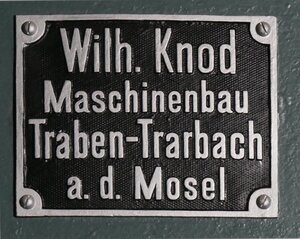 Wilh. Knod
Maschinenbau
Traben-Trarbach
a. d. Mosel